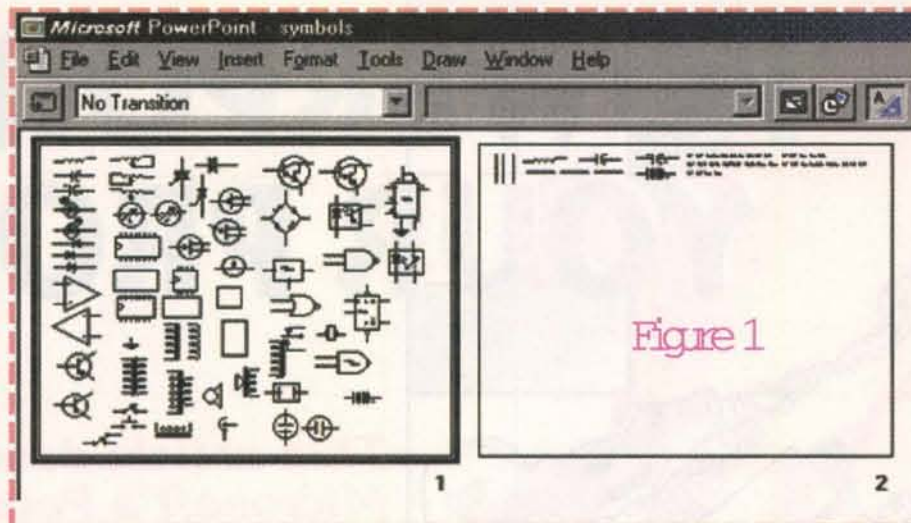 Microsoft PowerPoint - symbols
File Edit View Insert Format Tools Draw Window Help
No Transition
Figure 1
1
2